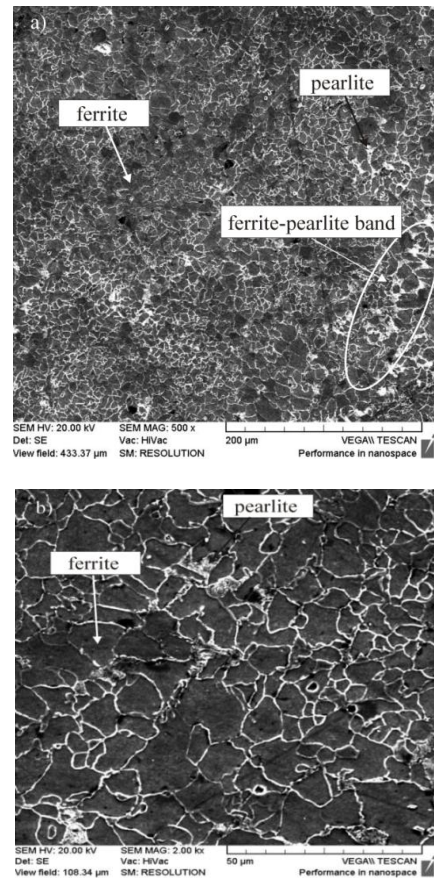 a)
pearlite
ferrite
ferrite-pearlite band
SEM HV: 20.00 kV SEM MAG: 500 x
Det: SE Vac: HiVac 200 µm VEGA\\ TESCAN
View field: 433.37 µm SM: RESOLUTION Performance in nanospace
b)
pearlite
ferrite
SEM HV: 20.00 kV SEM MAG: 2.00 kx
Det: SE Vac: HiVac 50 µm VEGA\\ TESCAN
View field: 108.34 µm SM: RESOLUTION Performance in nanospace